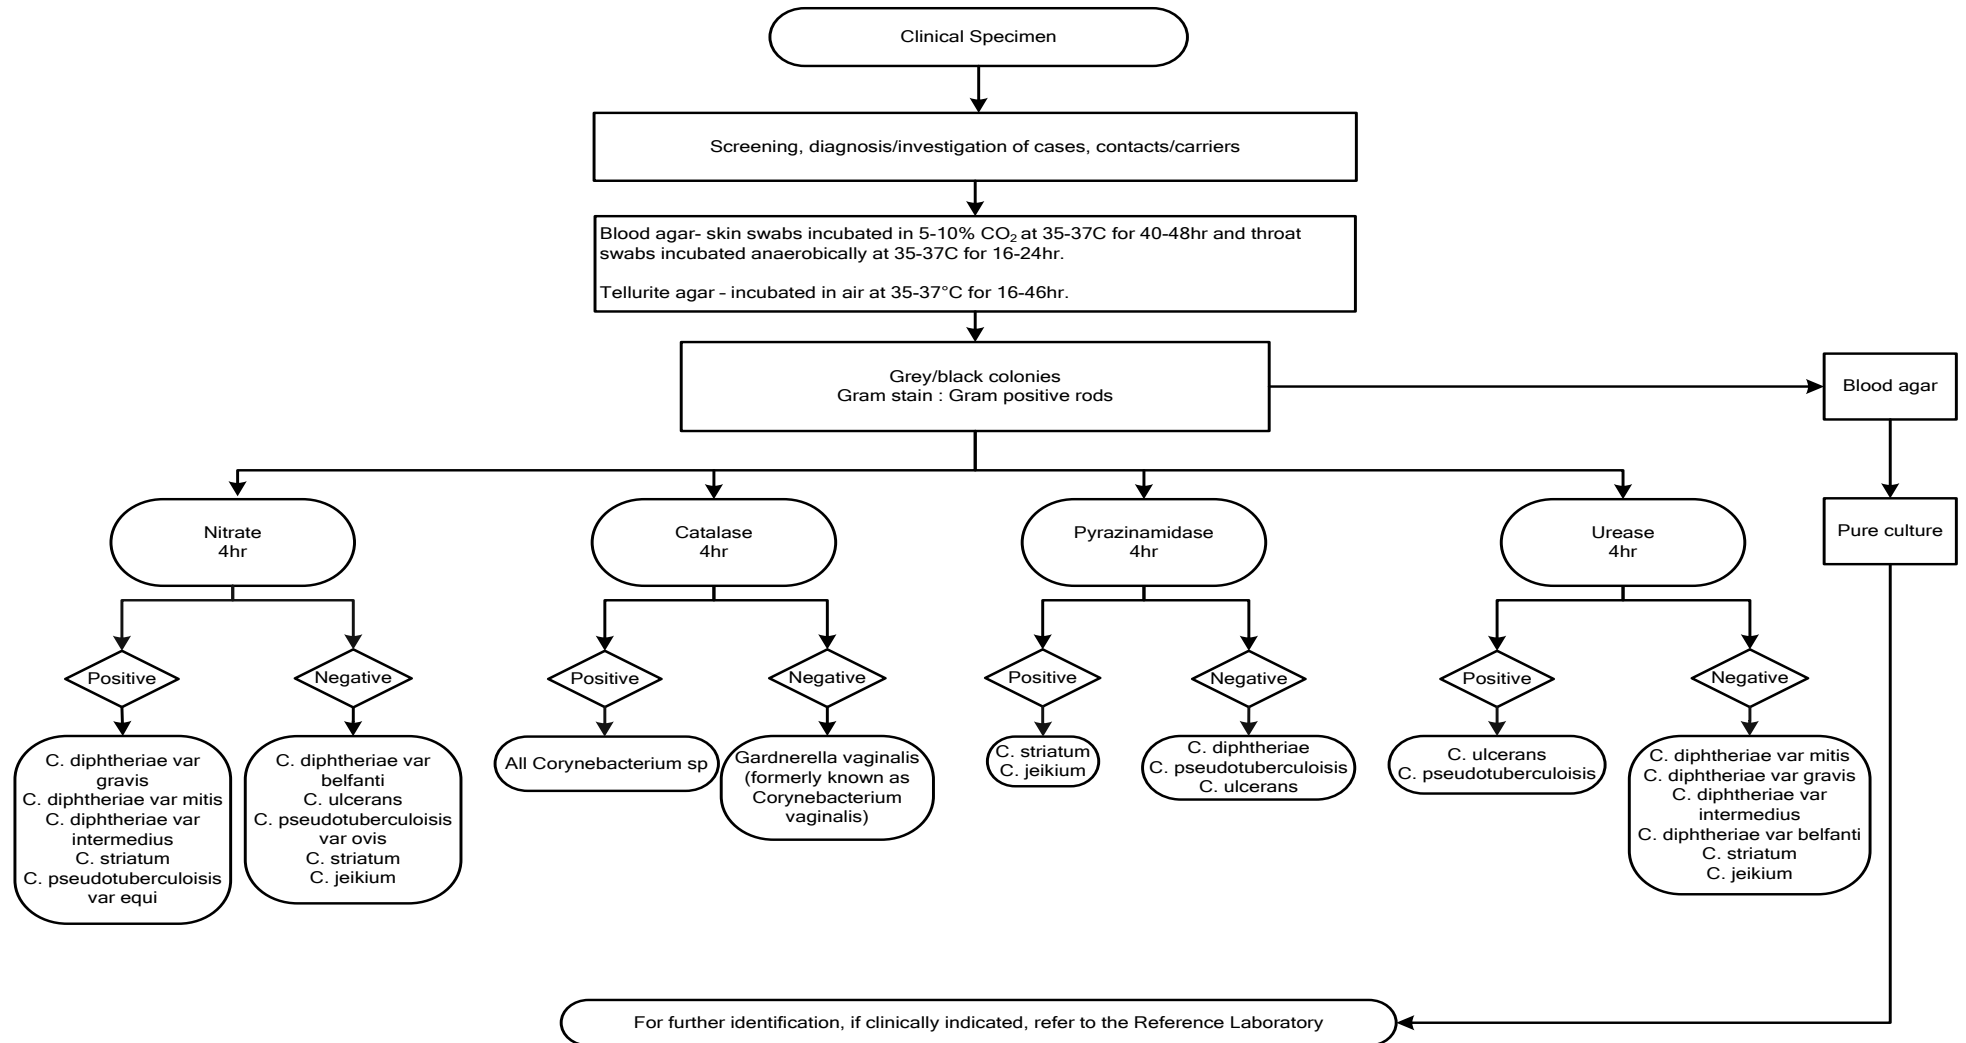 Clinical Specimen
Screening, diagnosis/investigation of cases, contacts/carriers
Blood agar- skin swabs incubated in 5-10% CO₂ at 35-37C for 40-48hr and throat
swabs incubated anaerobically at 35-37C for 16-24hr.
Tellurite agar - incubated in air at 35-37°C for 16-46hr.
Grey/black colonies
Gram stain : Gram positive rods
Blood agar
Pure culture
Nitrate
4hr
Catalase
4hr
Pyrazinamidase
4hr
Urease
4hr
Positive
Negative
Positive
Negative
Positive
Negative
Positive
Negative
C. diphtheriae var
gravis
C. diphtheriae var mitis
C. diphtheriae var
intermedius
C. striatum
C. pseudotuberculoisis
var equi
C. diphtheriae var
belfanti
C. ulcerans
C. pseudotuberculoisis
var ovis
C. striatum
C. jeikium
All Corynebacterium sp
Gardnerella vaginalis
(formerly known as
Corynebacterium
vaginalis)
C. striatum
C. jeikium
C. diphtheriae
C. pseudotuberculoisis
C. ulcerans
C. ulcerans
C. pseudotuberculoisis
C. diphtheriae var mitis
C. diphtheriae var gravis
C. diphtheriae var
intermedius
C. diphtheriae var belfanti
C. striatum
C. jeikium
For further identification, if clinically indicated, refer to the Reference Laboratory